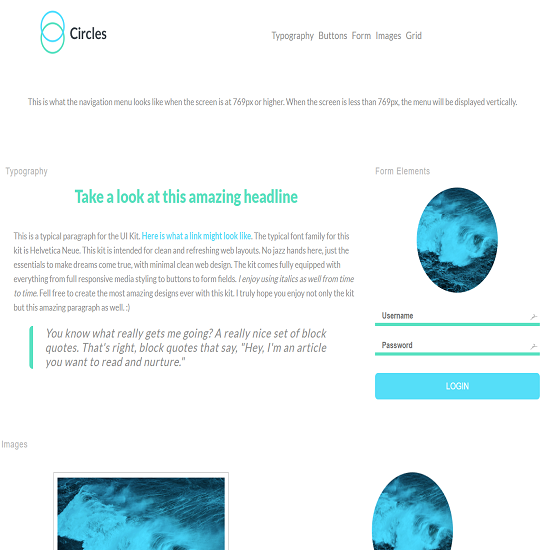 Circles
Typography Buttons Form Images Grid
This is what the navigation menu looks like when the screen is at 769px or higher. When the screen is less than 769px, the menu will be displayed vertically.
Typography
Take a look at this amazing headline
This is a typical paragraph for the UI Kit. Here is what a link might look like. The typical font family for this
kit is Helvetica Neue. This kit is intended for clean and refreshing web layouts. No jazz hands here, just the
essentials to make dreams come true, with minimal clean web design. The kit comes fully equipped with
everything from full responsive media styling to buttons to form fields. I enjoy using italics as well from time
to time. Fell free to create the most amazing designs ever with this kit. I truly hope you enjoy not only the kit
but this amazing paragraph as well. :)
You know what really gets me going? A really nice set of block
quotes. That's right, block quotes that say, "Hey, I'm an article
you want to read and nurture."
Form Elements
Username
Password
LOGIN
Images